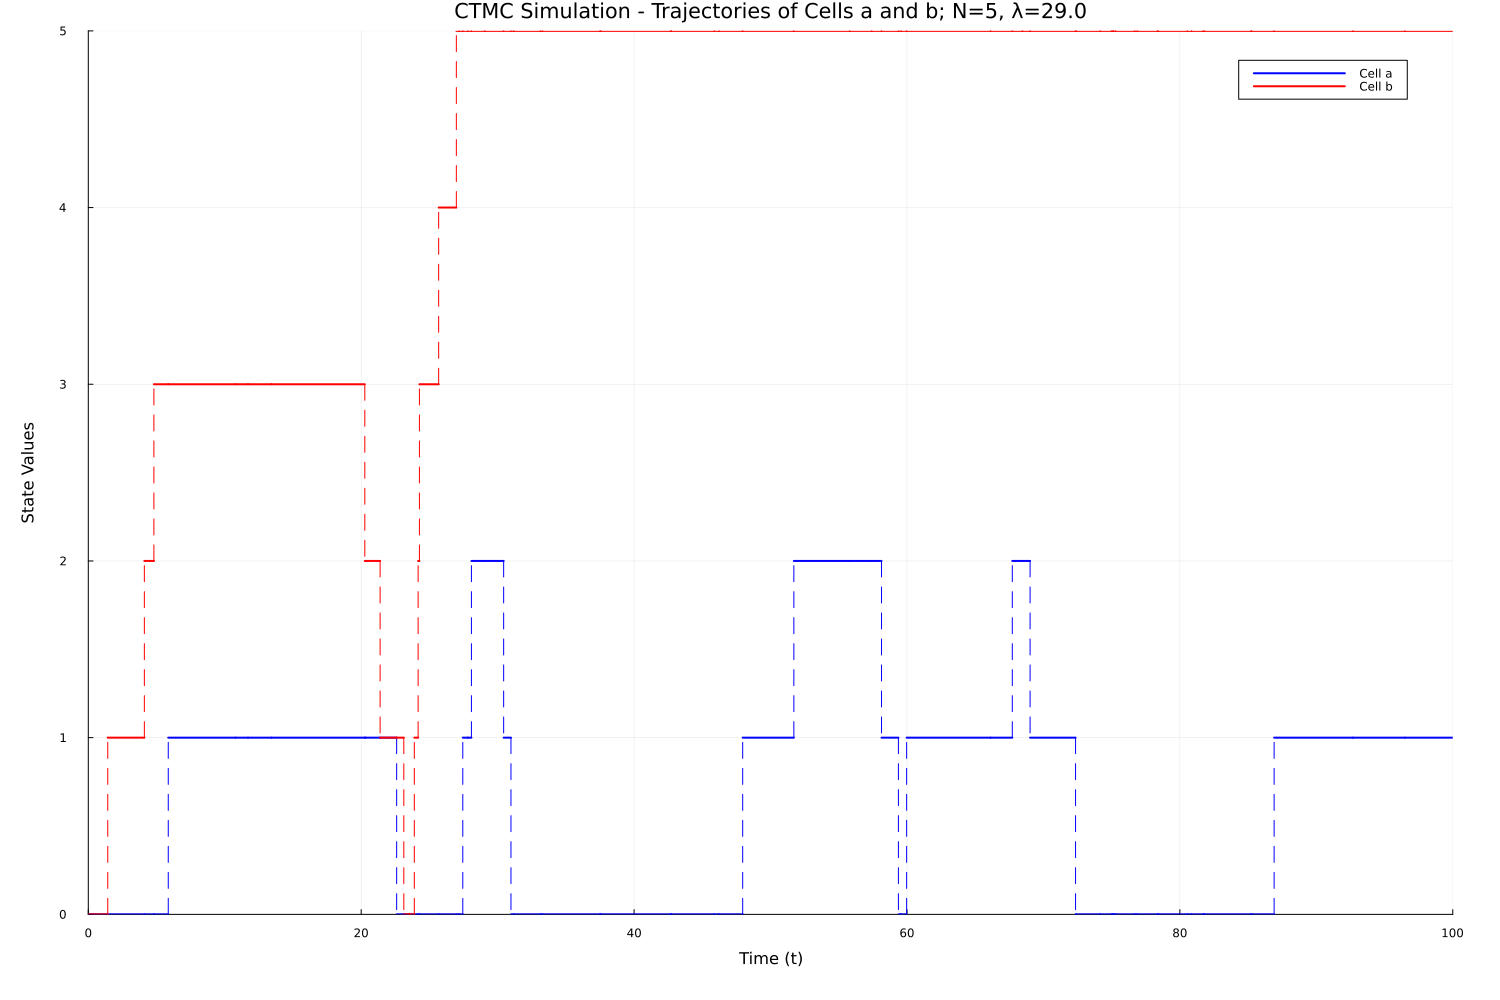 CTMC Simulation - Trajectories of Cells a and b; N=5, λ=29.0
5
Cell a
Cell b
4
3
State Values
2
1
0
0 20 40 60 80 100
Time (t)